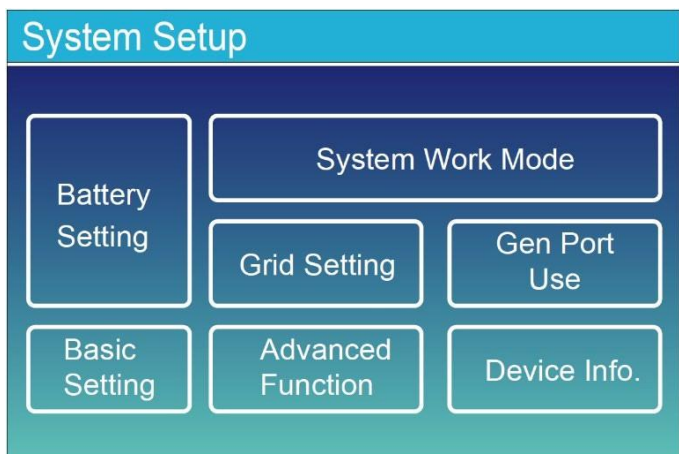 System Setup
Battery
Setting
System Work Mode
Grid Setting
Gen Port
Use
Basic
Setting
Advanced
Function
Device Info.